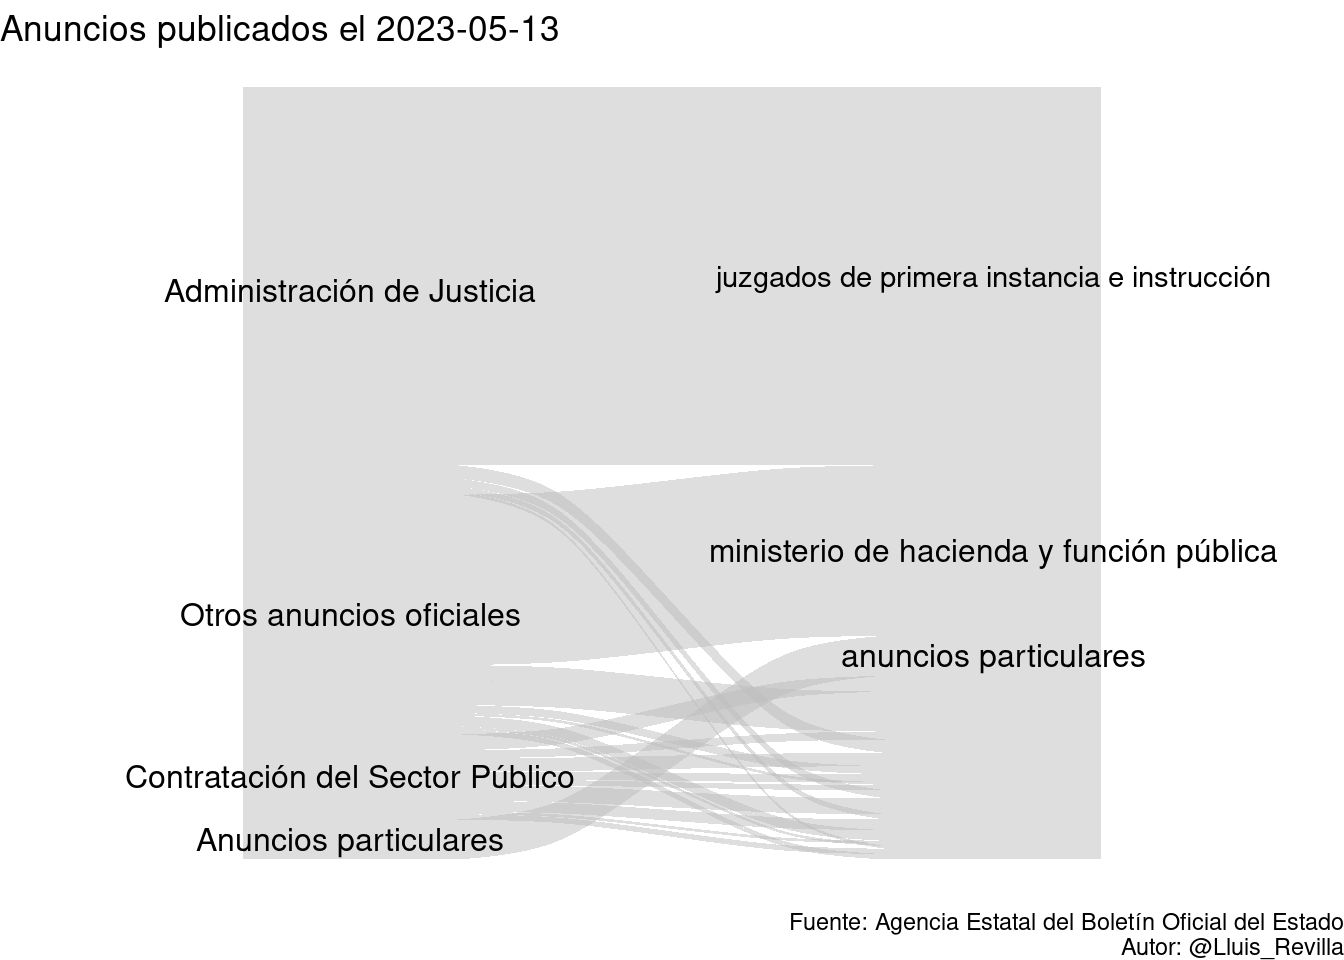 Anuncios publicados el 2023-05-13
Administración de Justicia
juzgados de primera instancia e instrucción
ministerio de hacienda y función pública
Otros anuncios oficiales
anuncios particulares
Contratación del Sector Público
Anuncios particulares
Fuente: Agencia Estatal del Boletín Oficial del Estado
Autor: @Lluis_Revilla